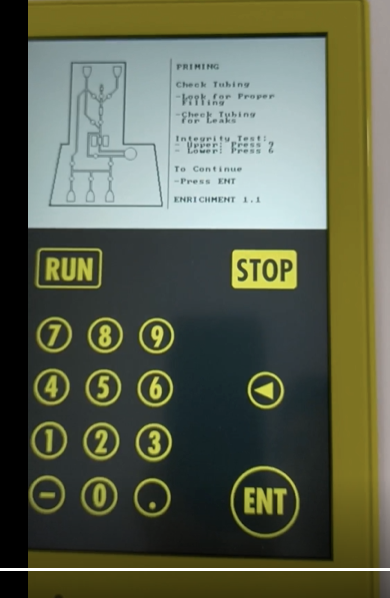 PRIMING
Check Tubing
-Look for Proper
Filling
-Check Tubing
for Leaks
Integrity Test:
- Upper: Press 7
- Lower: Press 6
To Continue
-Press ENT
ENRICHMENT 1.1
RUN
STOP
7 8 9
4 5 6
1 2 3
- 0 .
ENT